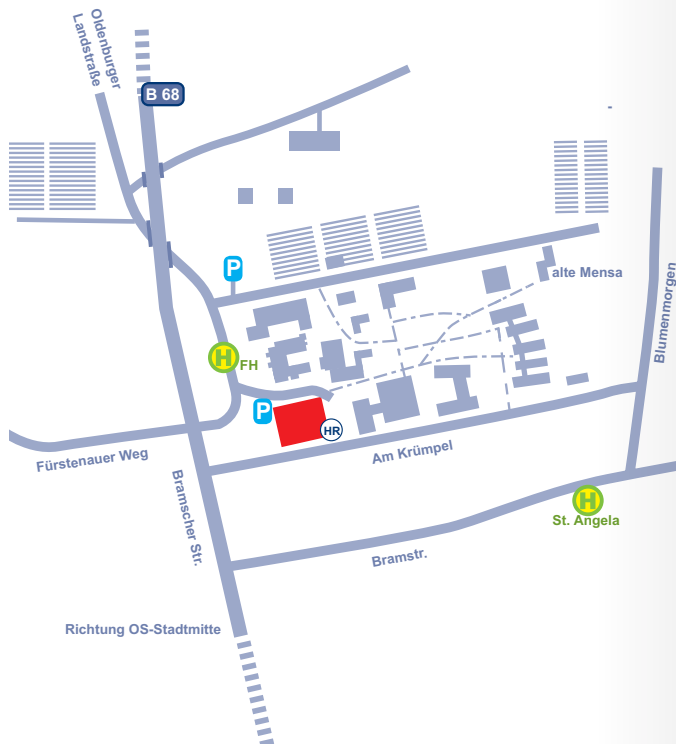 Oldenburger
Landstraße
B 68
P
alte Mensa
Blumenmorgen
H
FH
P
HR
Am Krümpel
Fürstenauer Weg
Bramscher Str.
H
St. Angela
Bramstr.
Richtung OS-Stadtmitte